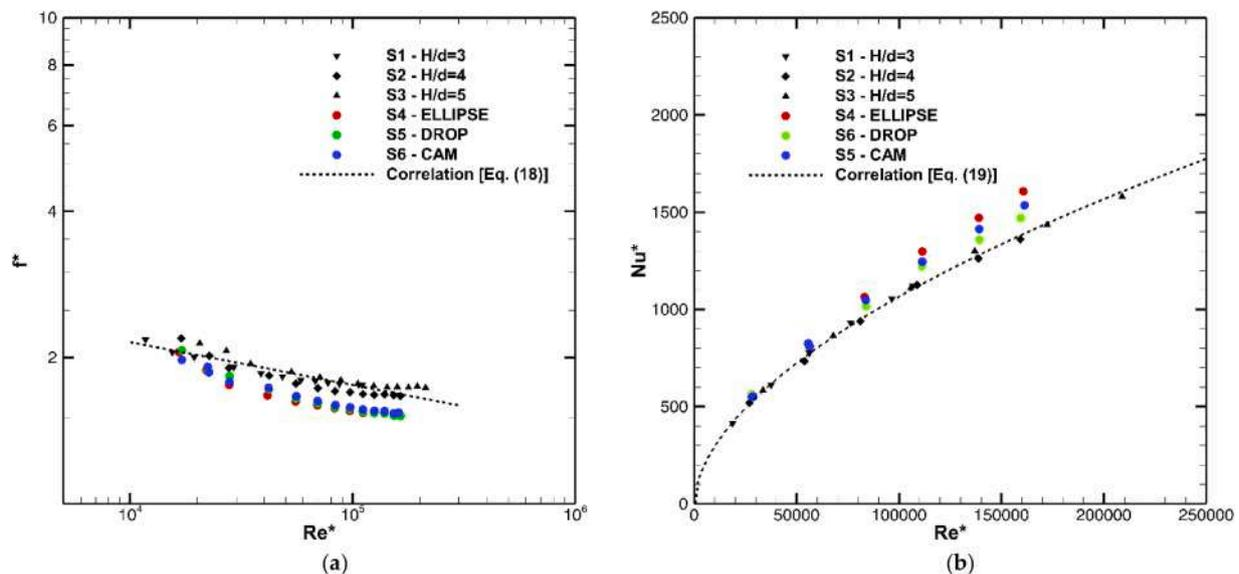 10
8
6
4
2
f*
S1 - H/d=3
S2 - H/d=4
S3 - H/d=5
S4 - ELLIPSE
S5 - DROP
S6 - CAM
Correlation [Eq. (18)]
10⁴
10⁵
10⁶
Re*
(a)
2500
2000
1500
1000
500
0
Nu*
S1 - H/d=3
S2 - H/d=4
S3 - H/d=5
S4 - ELLIPSE
S6 - DROP
S5 - CAM
Correlation [Eq. (19)]
0 50000 100000 150000 200000 250000
Re*
(b)